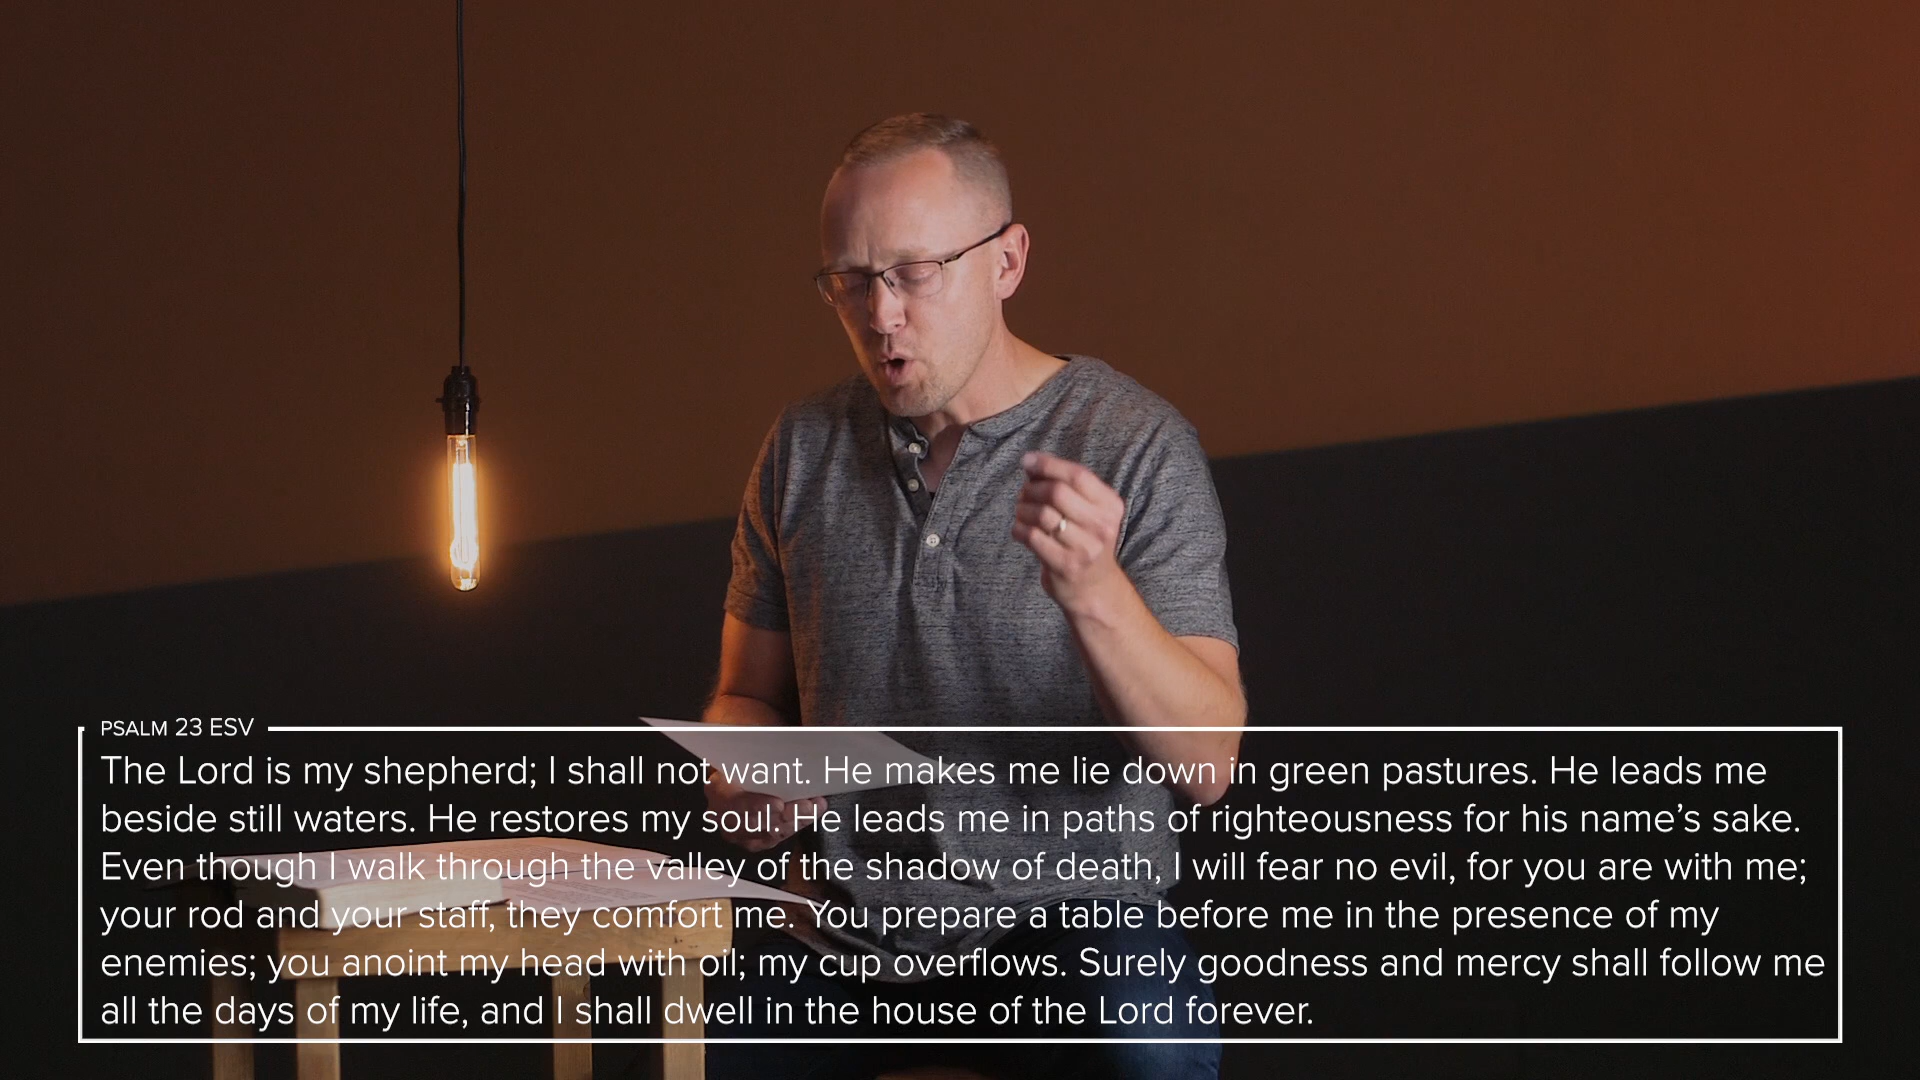 PSALM 23 ESV
The Lord is my shepherd; I shall not want. He makes me lie down in green pastures. He leads me
beside still waters. He restores my soul. He leads me in paths of righteousness for his name’s sake.
Even though I walk through the valley of the shadow of death, I will fear no evil, for you are with me;
your rod and your staff, they comfort me. You prepare a table before me in the presence of my
enemies; you anoint my head with oil; my cup overflows. Surely goodness and mercy shall follow me
all the days of my life, and I shall dwell in the house of the Lord forever.